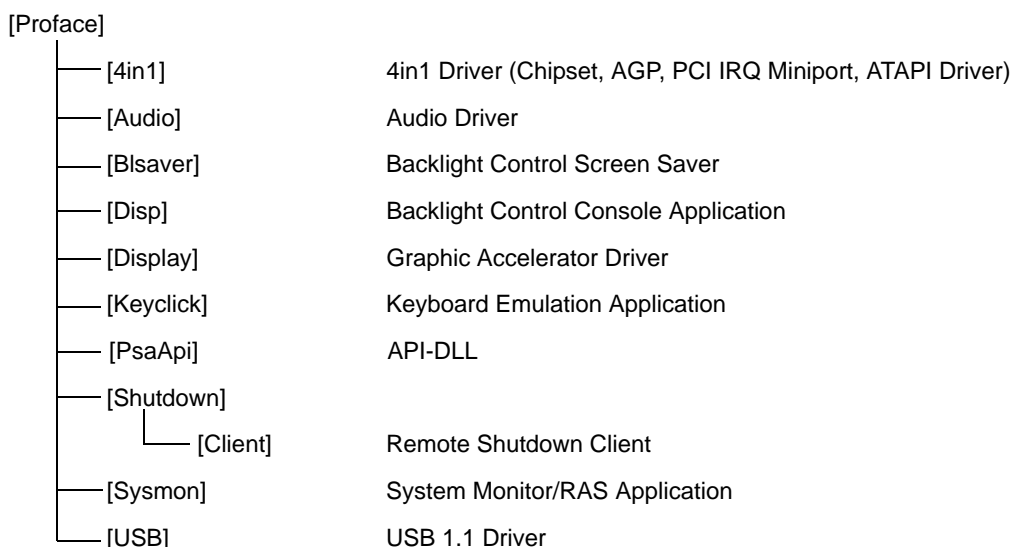 [Proface]
[4in1] 4in1 Driver (Chipset, AGP, PCI IRQ Miniport, ATAPI Driver)
[Audio] Audio Driver
[Blsaver] Backlight Control Screen Saver
[Disp] Backlight Control Console Application
[Display] Graphic Accelerator Driver
[Keyclick] Keyboard Emulation Application
[PsaApi] API-DLL
[Shutdown]
[Client] Remote Shutdown Client
[Sysmon] System Monitor/RAS Application
[USB] USB 1.1 Driver